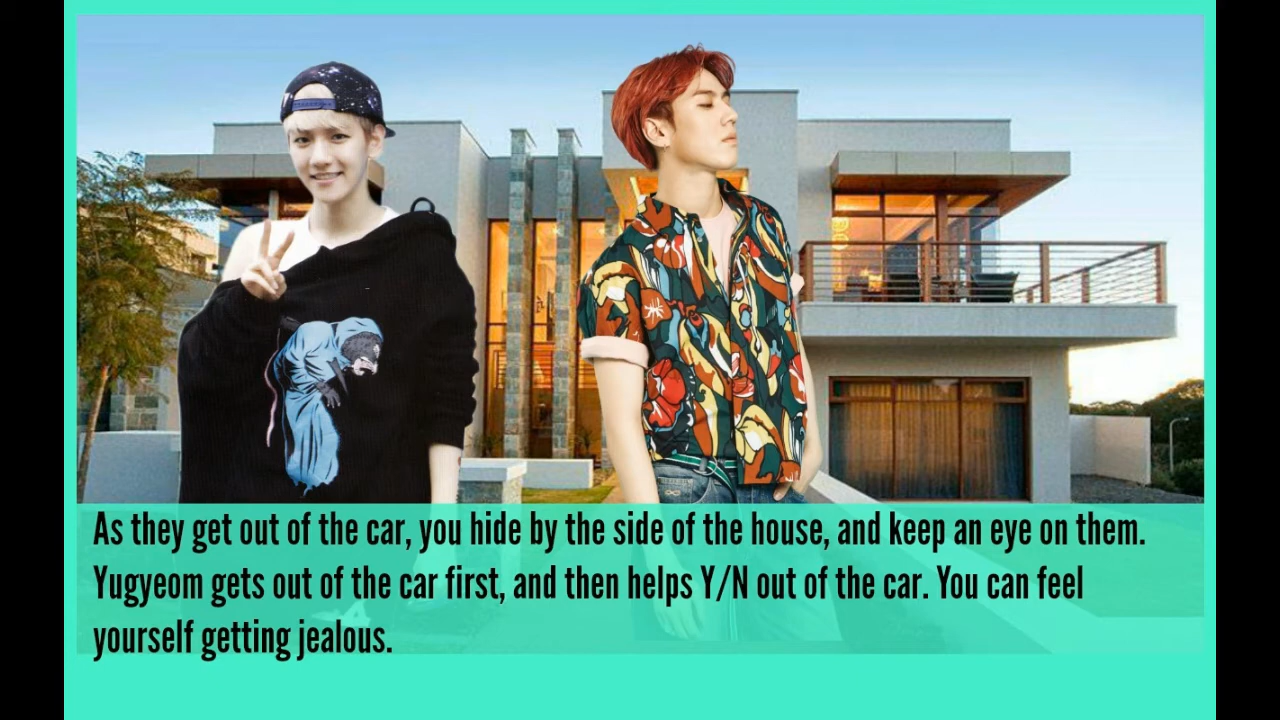 As they get out of the car, you hide by the side of the house, and keep an eye on them.
Yugyeom gets out of the car first, and then helps Y/N out of the car. You can feel
yourself getting jealous.